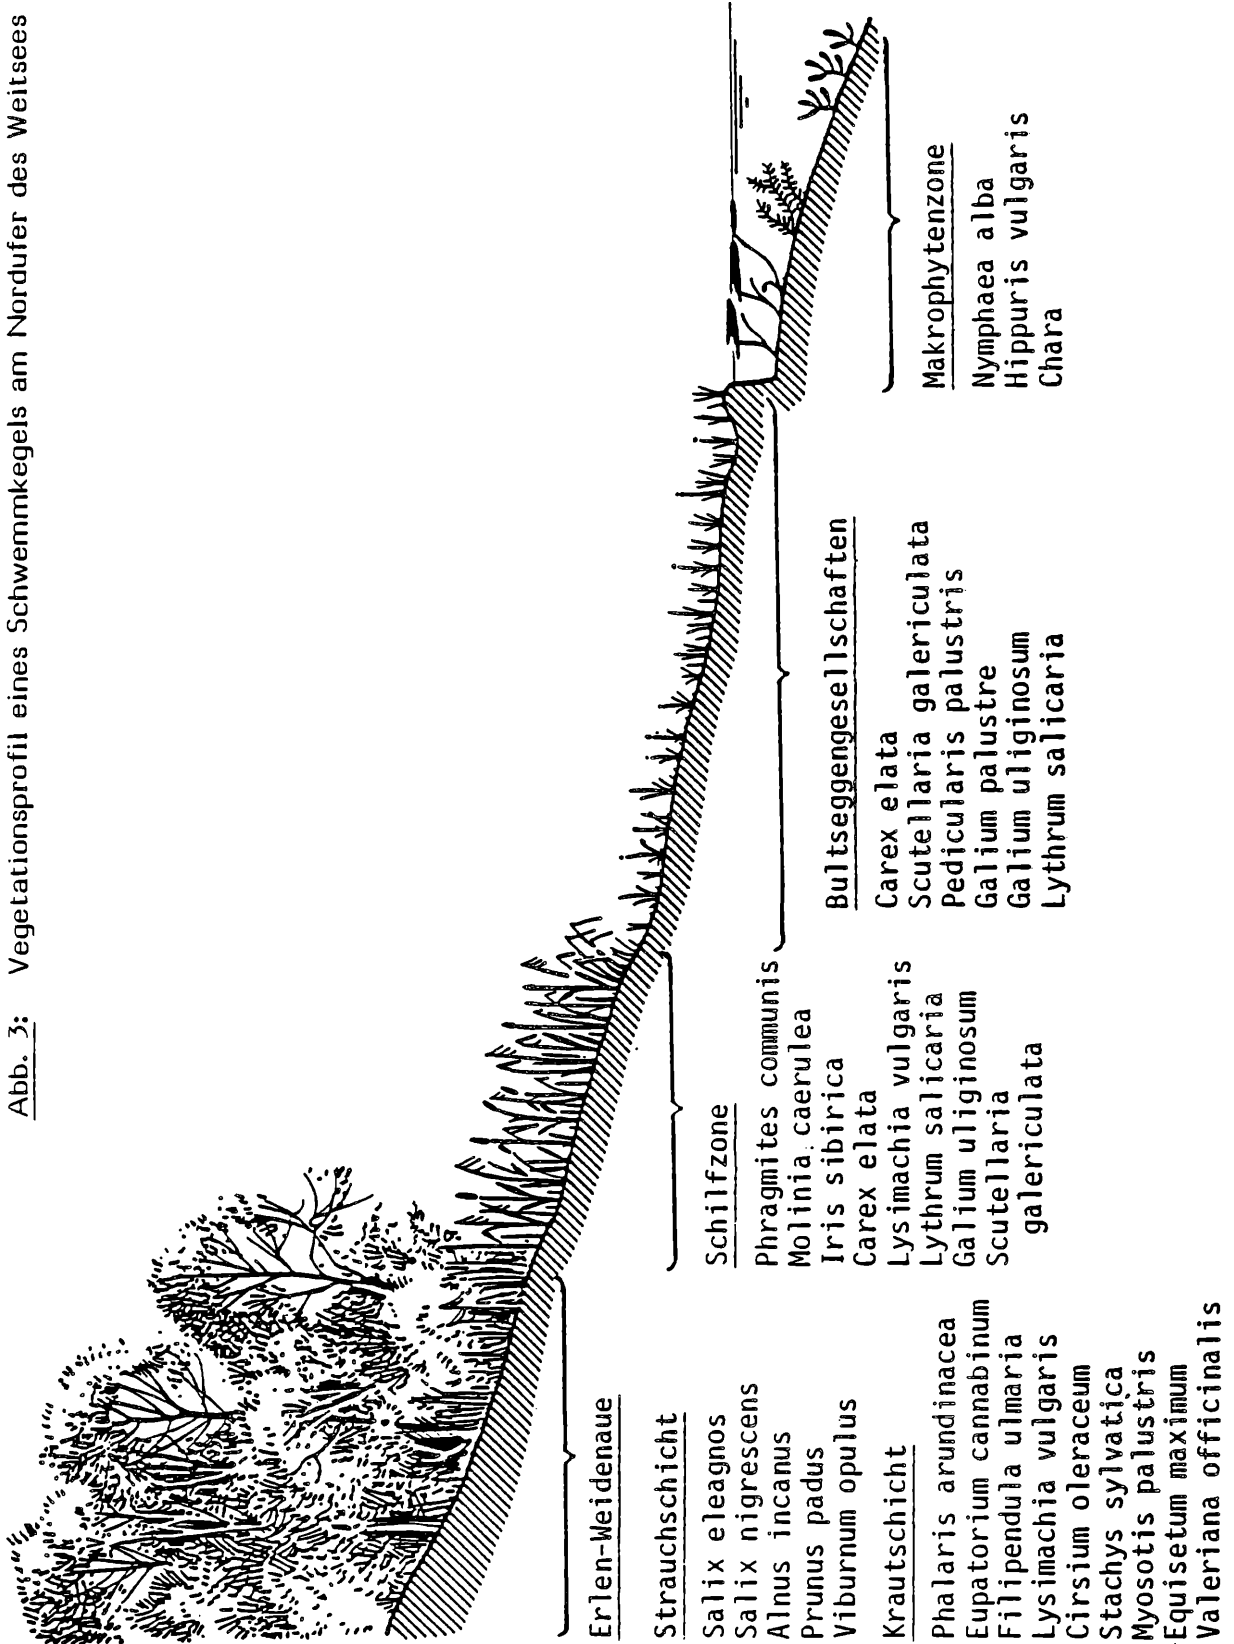 Abb. 3: Vegetationsprofil eines Schwemmkegels am Nordufer des Weitsees
Erlen-Weidenaue
Strauchschicht
Salix eleagnos
Salix nigrescens
Alnus incanus
Prunus padus
Viburnum opulus
Krautschicht
Phalaris arundinacea
Eupatorium cannabinum
Filipendula ulmaria
Lysimachia vulgaris
Cirsium oleraceum
Stachys sylvatica
Myosotis palustris
Equisetum maximum
Valeriana officinalis
Schilfzone
Phragmites communis
Molinia caerulea
Iris sibirica
Carex elata
Lysimachia vulgaris
Lythrum salicaria
Galium uliginosum
Scutellaria
galericulata
Bultseggengesellschaften
Carex elata
Scutellaria galericulata
Pedicularis palustris
Galium palustre
Galium uliginosum
Lythrum salicaria
Makrophytenzone
Nymphaea alba
Hippuris vulgaris
Chara